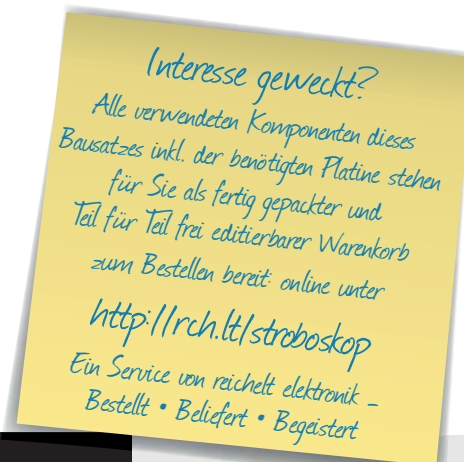 Interesse geweckt?
Alle verwendeten Komponenten dieses
Bausatzes inkl. der benötigten Platine stehen
für Sie als fertig gepackter und
Teil für Teil frei editierbarer Warenkorb
zum Bestellen bereit: online unter
http://rch.lt/stroboskop
Ein Service von reichelt elektronik –
Bestellt • Beliefert • Begeistert